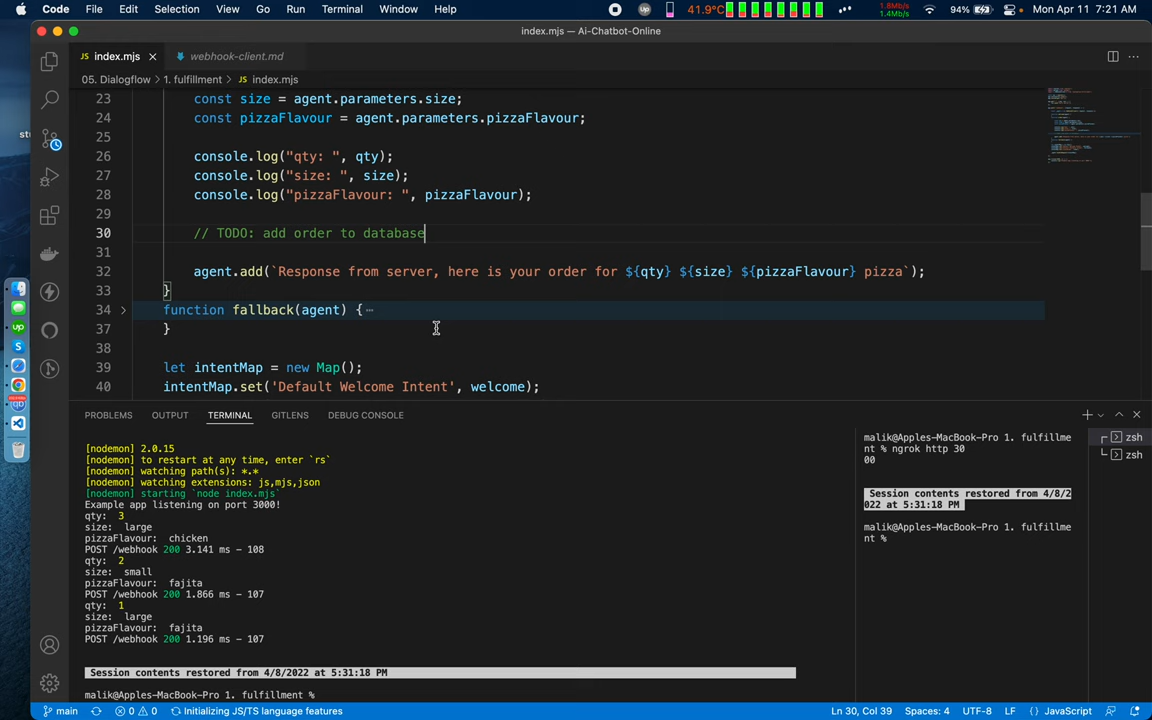 Code File Edit Selection View Go Run Terminal Window Help Up 41.9°C 1.8MB/s 1.4MB/s 94% Mon Apr 11 7:21 AM
index.mjs — Ai-Chatbot-Online
JS index.mjs webhook-client.md
05. Dialogflow > 1. fulfillment > JS index.mjs
23 const size = agent.parameters.size;
24 const pizzaFlavour = agent.parameters.pizzaFlavour;
25
26 console.log("qty: ", qty);
27 console.log("size: ", size);
28 console.log("pizzaFlavour: ", pizzaFlavour);
29
30 // TODO: add order to database
31
32 agent.add(`Response from server, here is your order for ${qty} ${size} ${pizzaFlavour} pizza`);
33 }
34 function fallback(agent) {⋯
37 }
38
39 let intentMap = new Map();
40 intentMap.set('Default Welcome Intent', welcome);
PROBLEMS OUTPUT TERMINAL GITLENS DEBUG CONSOLE
[nodemon] 2.0.15
[nodemon] to restart at any time, enter `rs`
[nodemon] watching path(s): *.*
[nodemon] watching extensions: js,mjs,json
[nodemon] starting `node index.mjs`
Example app listening on port 3000!
qty: 3
size: large
pizzaFlavour: chicken
POST /webhook 200 3.141 ms - 108
qty: 2
size: small
pizzaFlavour: fajita
POST /webhook 200 1.866 ms - 107
qty: 1
size: large
pizzaFlavour: fajita
POST /webhook 200 1.196 ms - 107
Session contents restored from 4/8/2022 at 5:31:18 PM
malik@Apples-MacBook-Pro 1. fulfillment %
malik@Apples-MacBook-Pro 1. fulfillme
nt % ngrok http 30
00
Session contents restored from 4/8/2
022 at 5:31:18 PM
malik@Apples-MacBook-Pro 1. fulfillme
nt %
zsh
zsh
main 0 0 Initializing JS/TS language features Ln 30, Col 39 Spaces: 4 UTF-8 LF {} JavaScript